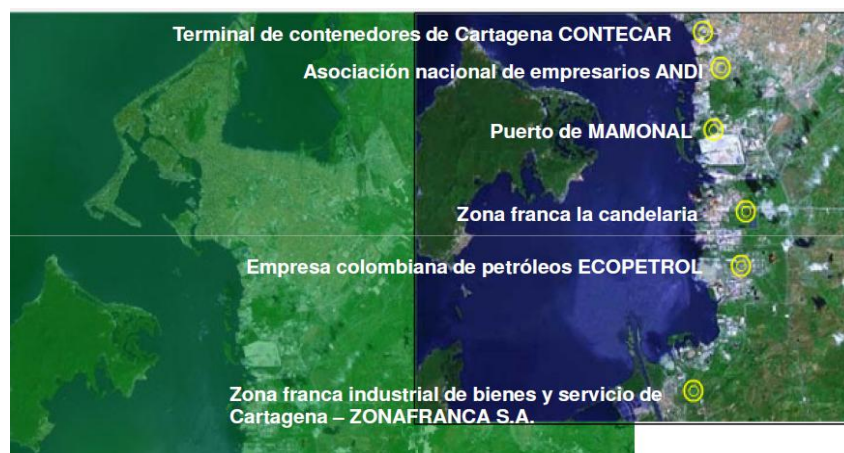 Terminal de contenedores de Cartagena CONTECAR
Asociación nacional de empresarios ANDI
Puerto de MAMONAL
Zona franca la candelaria
Empresa colombiana de petróleos ECOPETROL
Zona franca industrial de bienes y servicio de
Cartagena – ZONAFRANCA S.A.